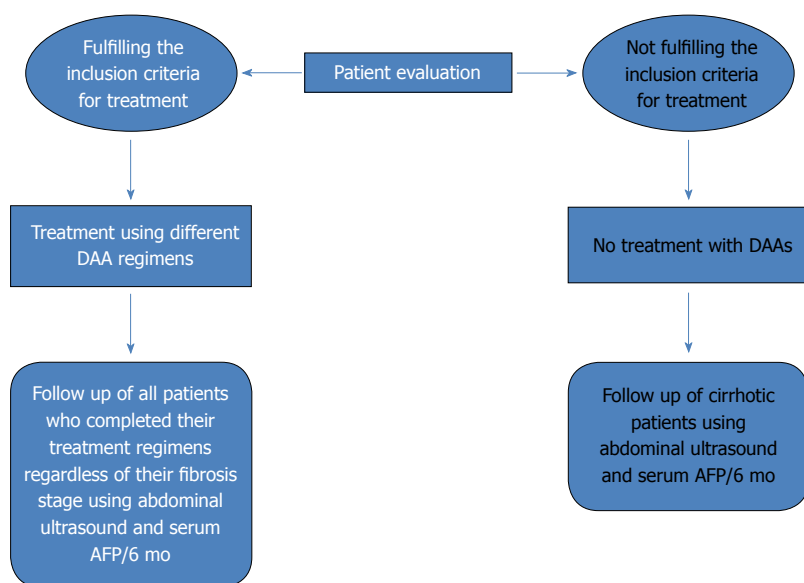 Patient evaluation
Fulfilling the
inclusion criteria
for treatment
Treatment using different
DAA regimens
Follow up of all patients
who completed their
treatment regimens
regardless of their fibrosis
stage using abdominal
ultrasound and serum
AFP/6 mo
Not fulfilling the
inclusion criteria
for treatment
No treatment with DAAs
Follow up of cirrhotic
patients using
abdominal ultrasound
and serum AFP/6 mo